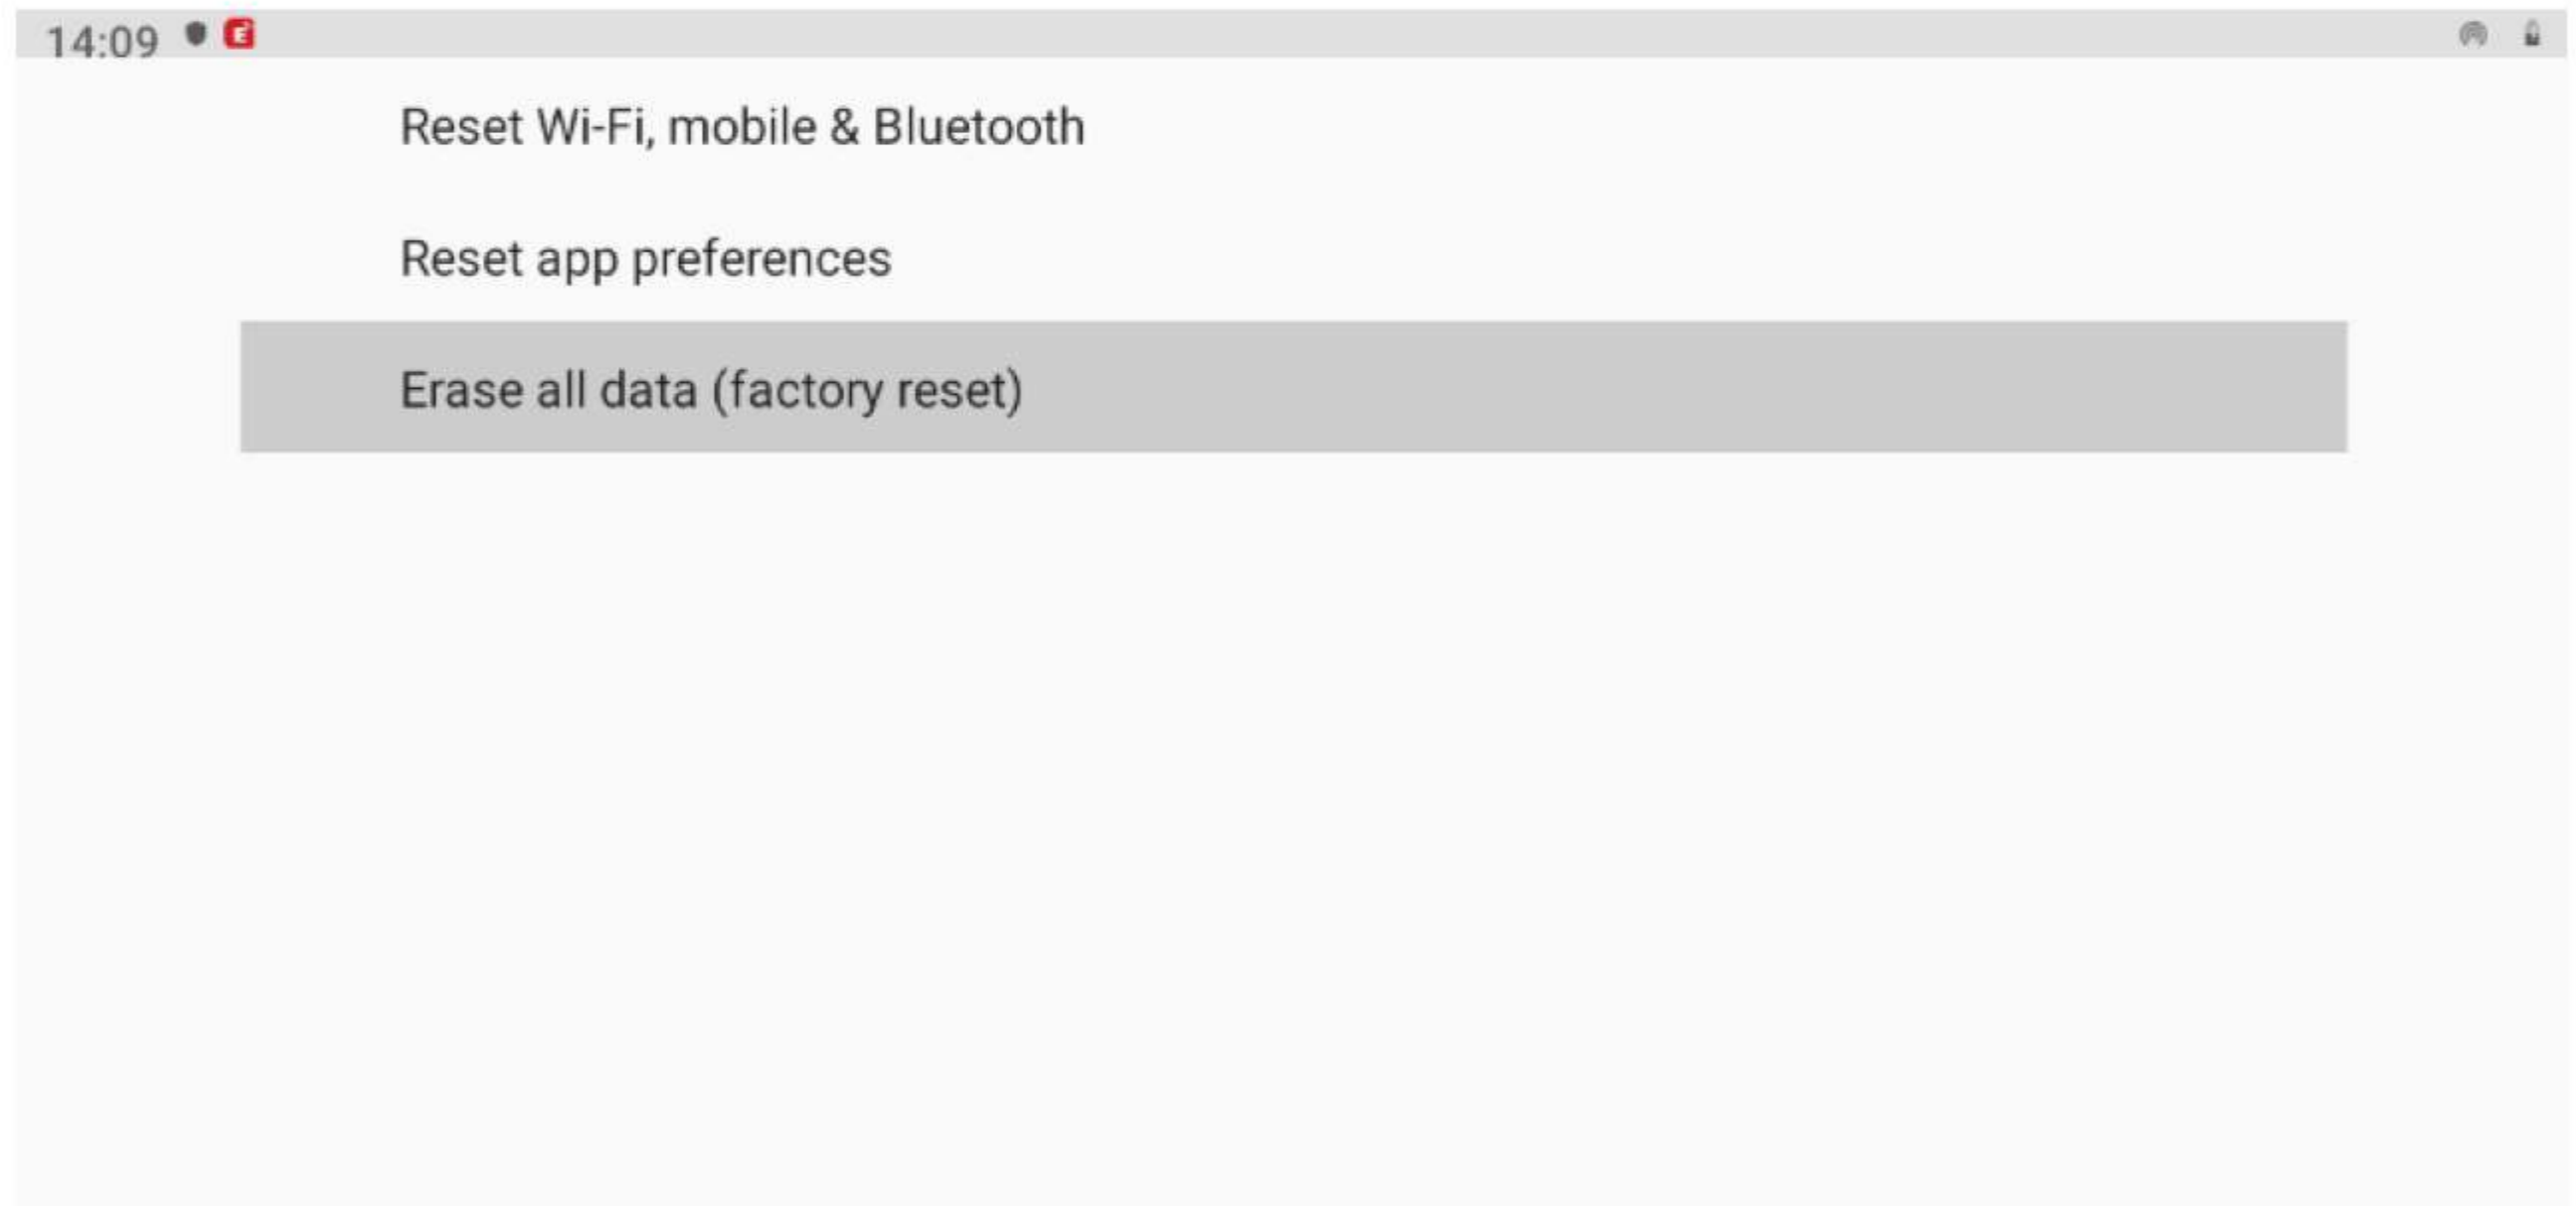 14:09
E
Reset Wi-Fi, mobile & Bluetooth
Reset app preferences
Erase all data (factory reset)